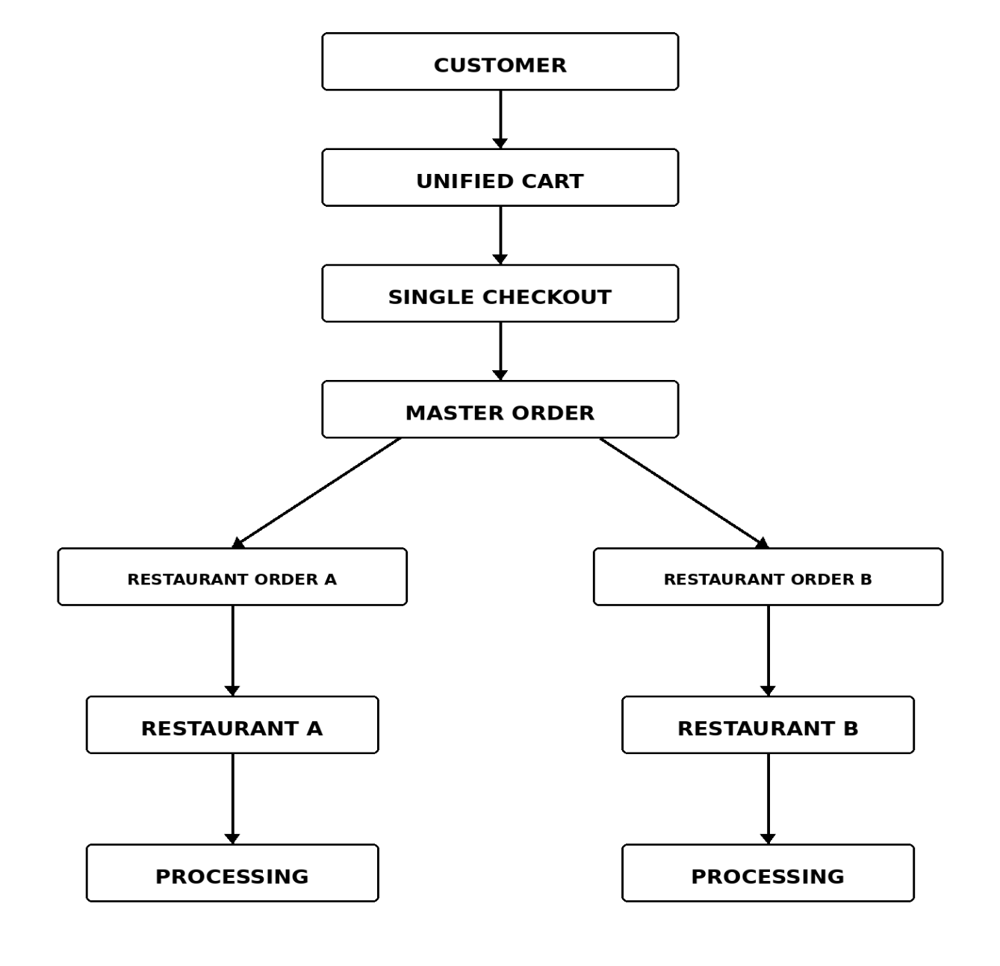 CUSTOMER
UNIFIED CART
SINGLE CHECKOUT
MASTER ORDER
RESTAURANT ORDER A
RESTAURANT ORDER B
RESTAURANT A
RESTAURANT B
PROCESSING
PROCESSING